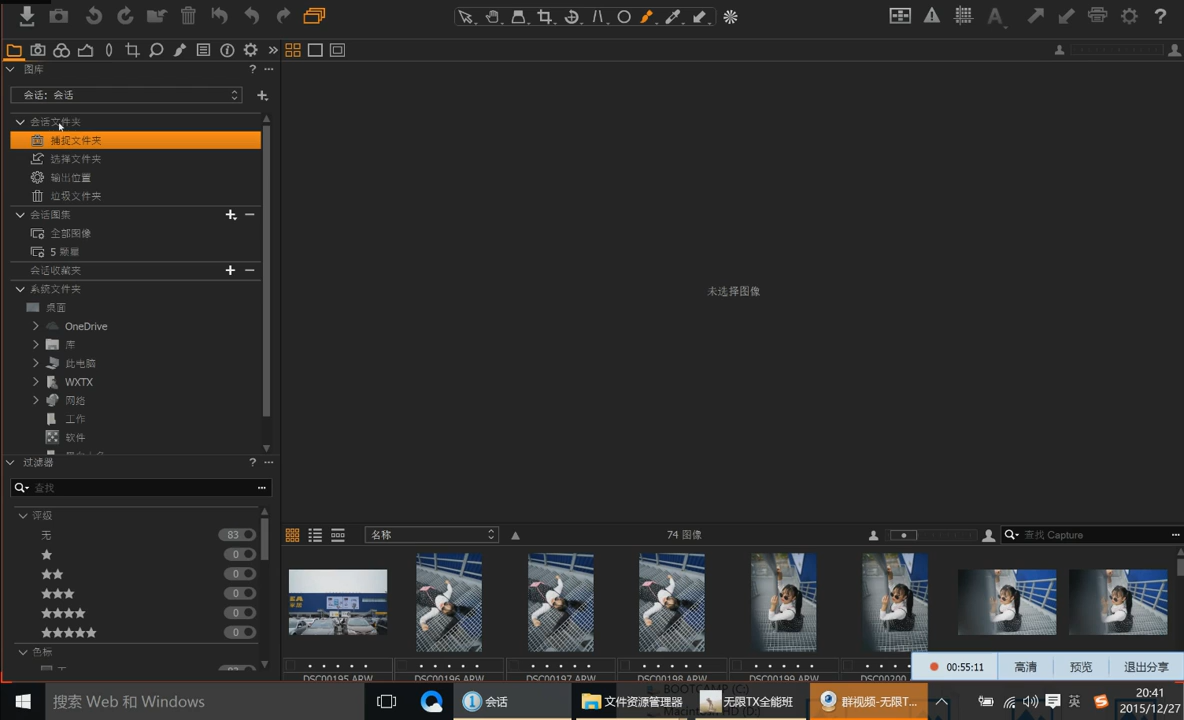 图库
会话: 会话
会话文件夹
捕捉文件夹
选择文件夹
输出位置
垃圾文件夹
会话图集
全部图像
5 颗星
会话收藏夹
系统文件夹
桌面
OneDrive
库
此电脑
WXTX
网络
工作
软件
过滤器
查找
评级
无 83
★ 0
★★ 0
★★★ 0
★★★★ 0
★★★★★ 0
色标
未选择图像
名称
74 图像
查找 Capture
DSC00195.ARW
DSC00196.ARW
DSC00197.ARW
DSC00198.ARW
DSC00199.ARW
DSC00200
00:55:11
高清
预览
退出分享
搜索 Web 和 Windows
会话
文件资源管理器
BOOTCAMP (C:)
无限TX全能班
群视频-无限T...
英
20:41
2015/12/27